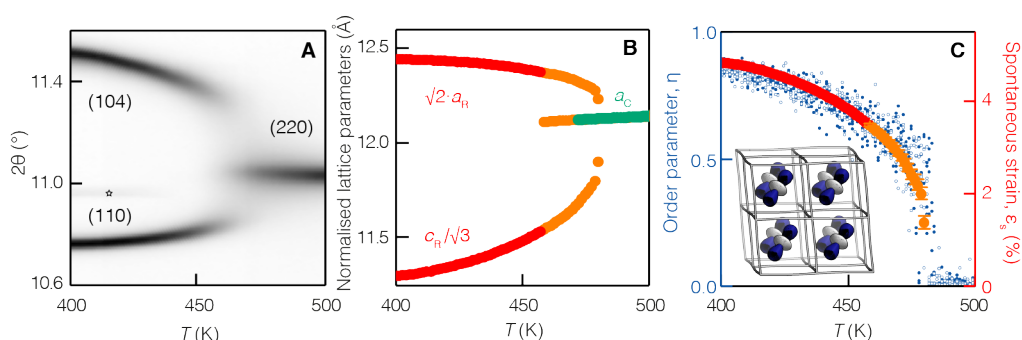 A
11.4
11.0
10.6
2θ (°)
(104)
(220)
(110)
400
450
500
T (K)
B
12.5
12.0
11.5
Normalised lattice parameters (Å)
√2· aR
aC
cR/√3
400
450
500
T (K)
C
1.0
0.5
0.0
Order parameter, η
4
2
0
Spontaneous strain, εs (%)
400
450
500
T (K)